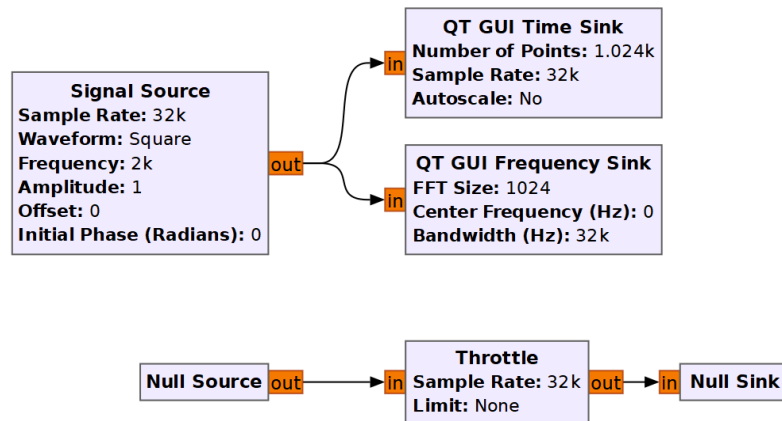 Signal Source
Sample Rate: 32k
Waveform: Square
Frequency: 2k
Amplitude: 1
Offset: 0
Initial Phase (Radians): 0
out
in
QT GUI Time Sink
Number of Points: 1.024k
Sample Rate: 32k
Autoscale: No
in
QT GUI Frequency Sink
FFT Size: 1024
Center Frequency (Hz): 0
Bandwidth (Hz): 32k
Null Source
out
in
Throttle
Sample Rate: 32k
Limit: None
out
in
Null Sink